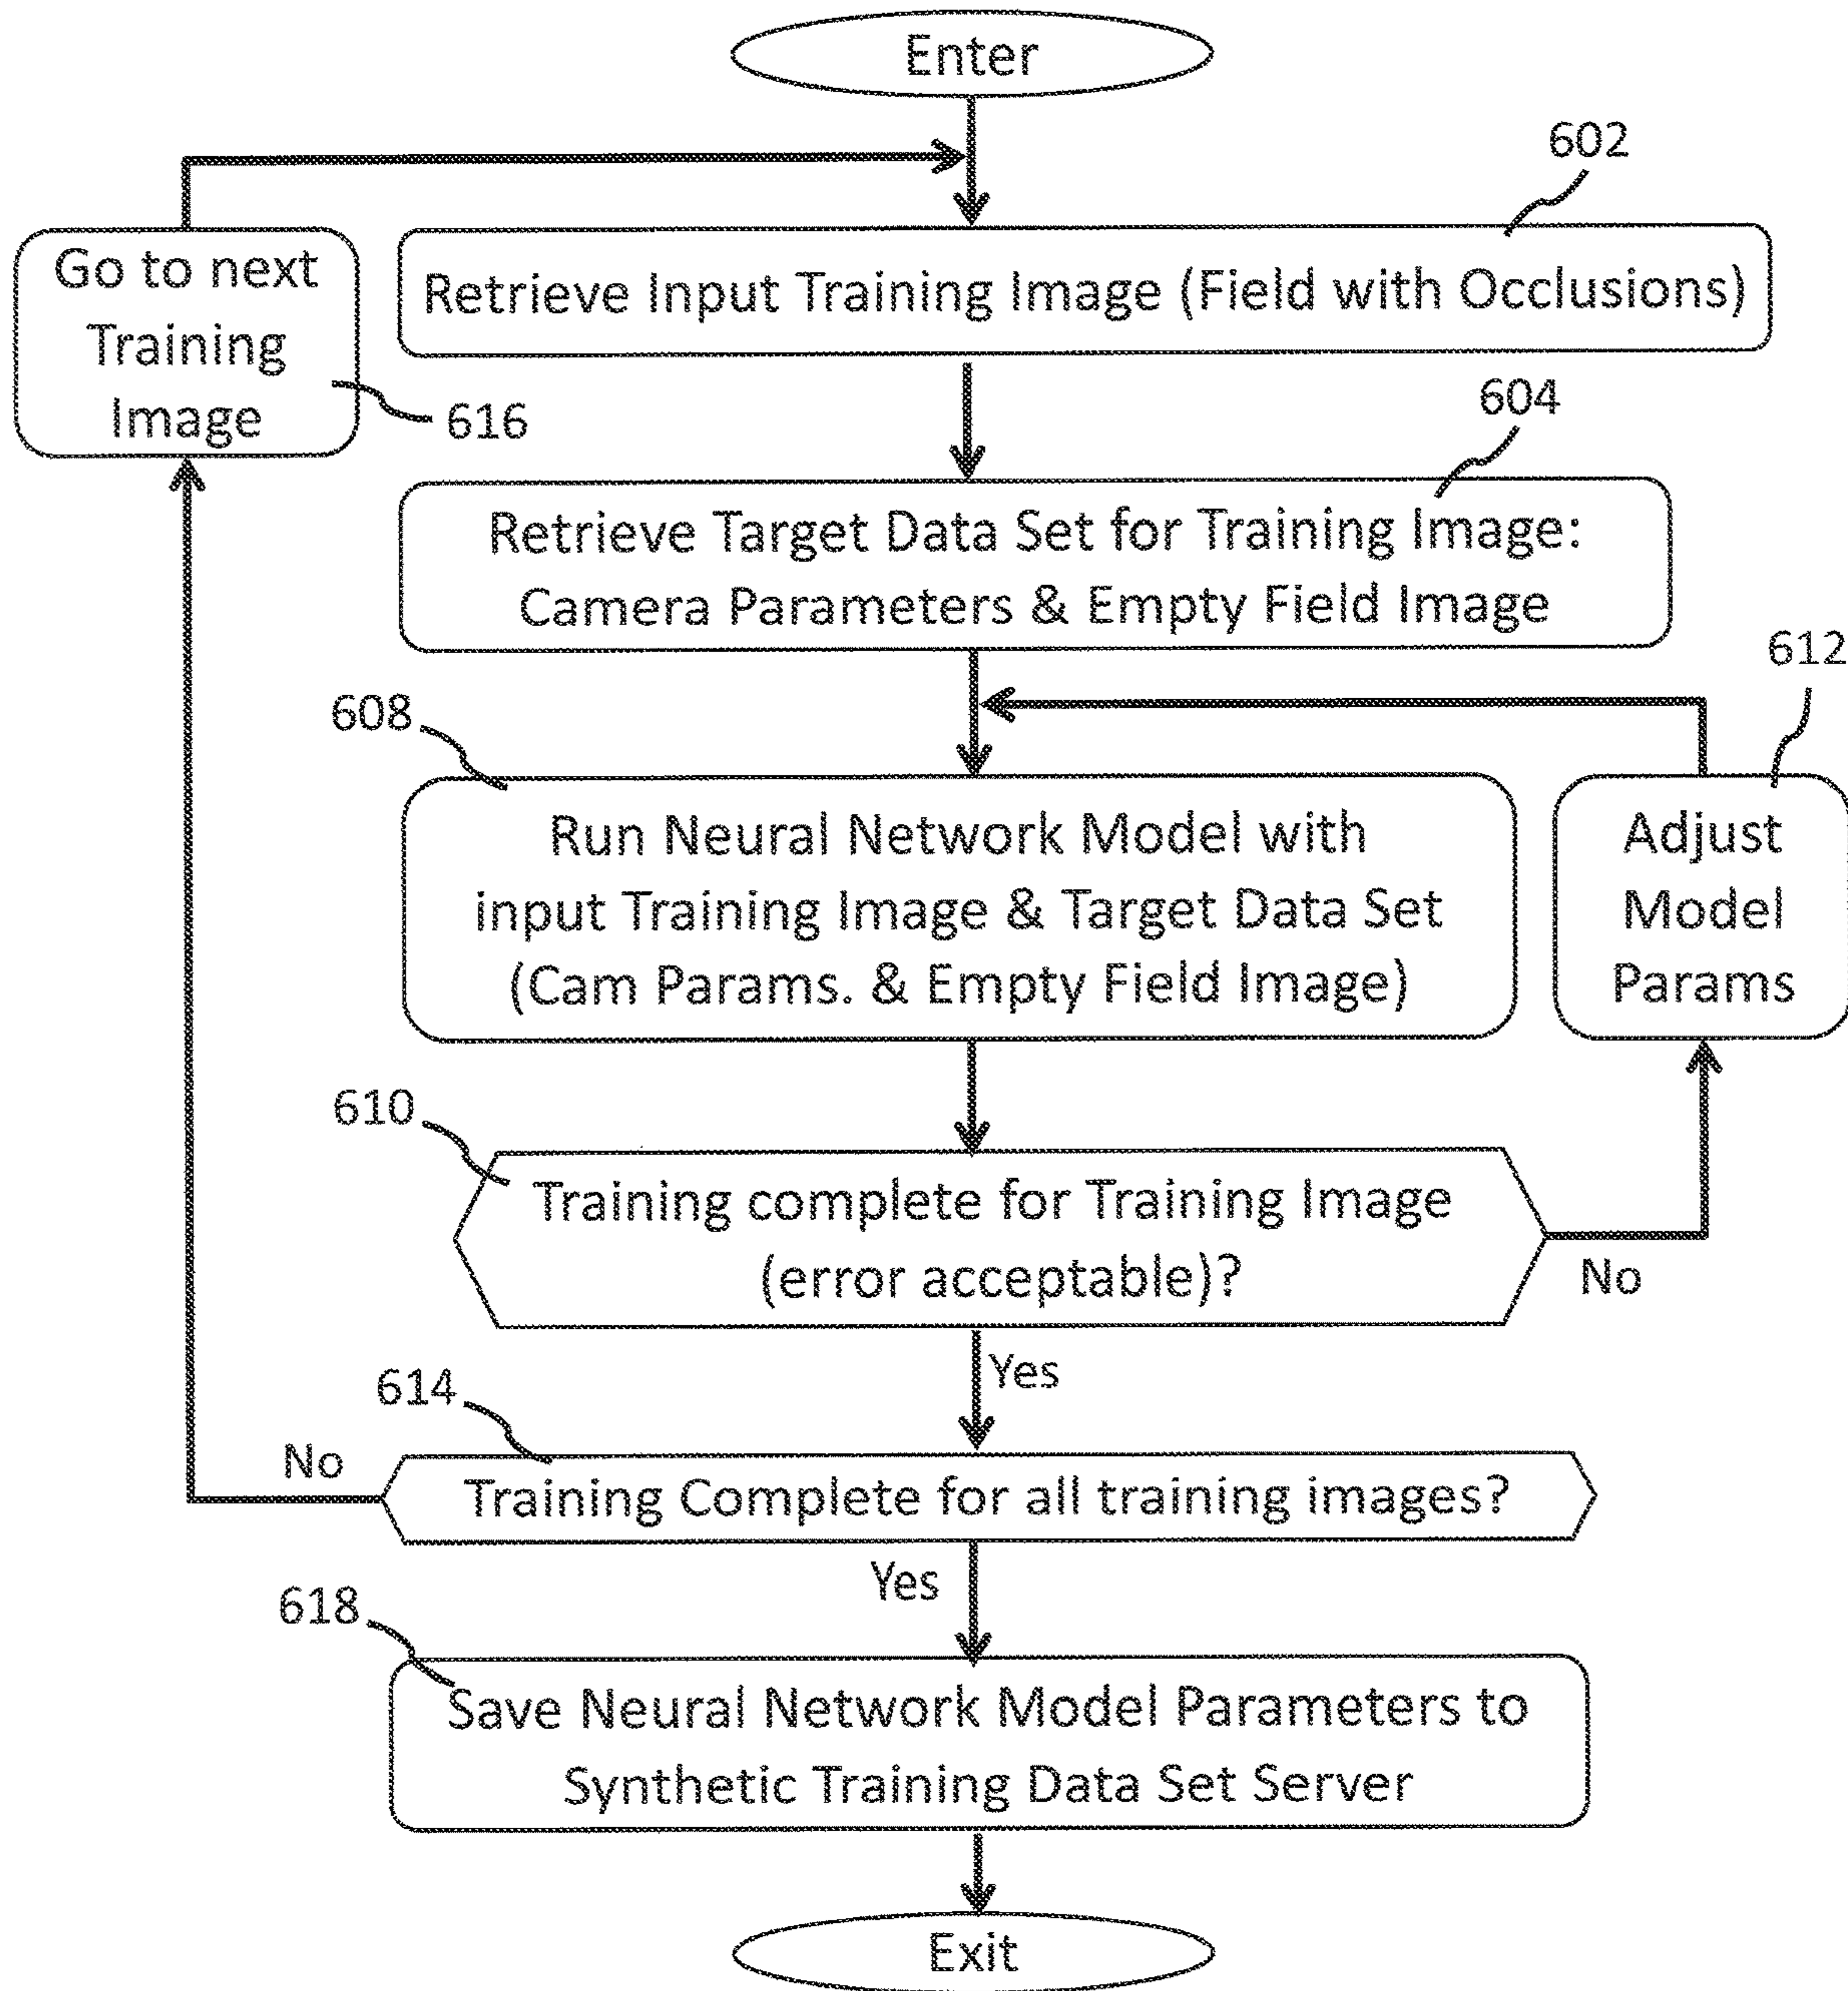 Enter
602
Go to next
Training
Image
616
Retrieve Input Training Image (Field with Occlusions)
604
Retrieve Target Data Set for Training Image:
Camera Parameters & Empty Field Image
612
608
Run Neural Network Model with
input Training Image & Target Data Set
(Cam Params. & Empty Field Image)
Adjust
Model
Params
610
Training complete for Training Image
(error acceptable)?
No
Yes
614
No
Training Complete for all training images?
Yes
618
Save Neural Network Model Parameters to
Synthetic Training Data Set Server
Exit